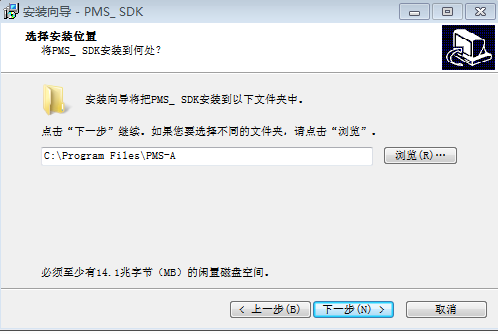 安装向导 - PMS_ SDK
选择安装位置
将PMS_ SDK安装到何处？
安装向导将把PMS_ SDK安装到以下文件夹中。
点击“下一步”继续。如果您要选择不同的文件夹，请点击“浏览”。
C:\Program Files\PMS-A
浏览(R)…
必须至少有14.1兆字节（MB）的闲置磁盘空间。
< 上一步(B)
下一步(N) >
取消